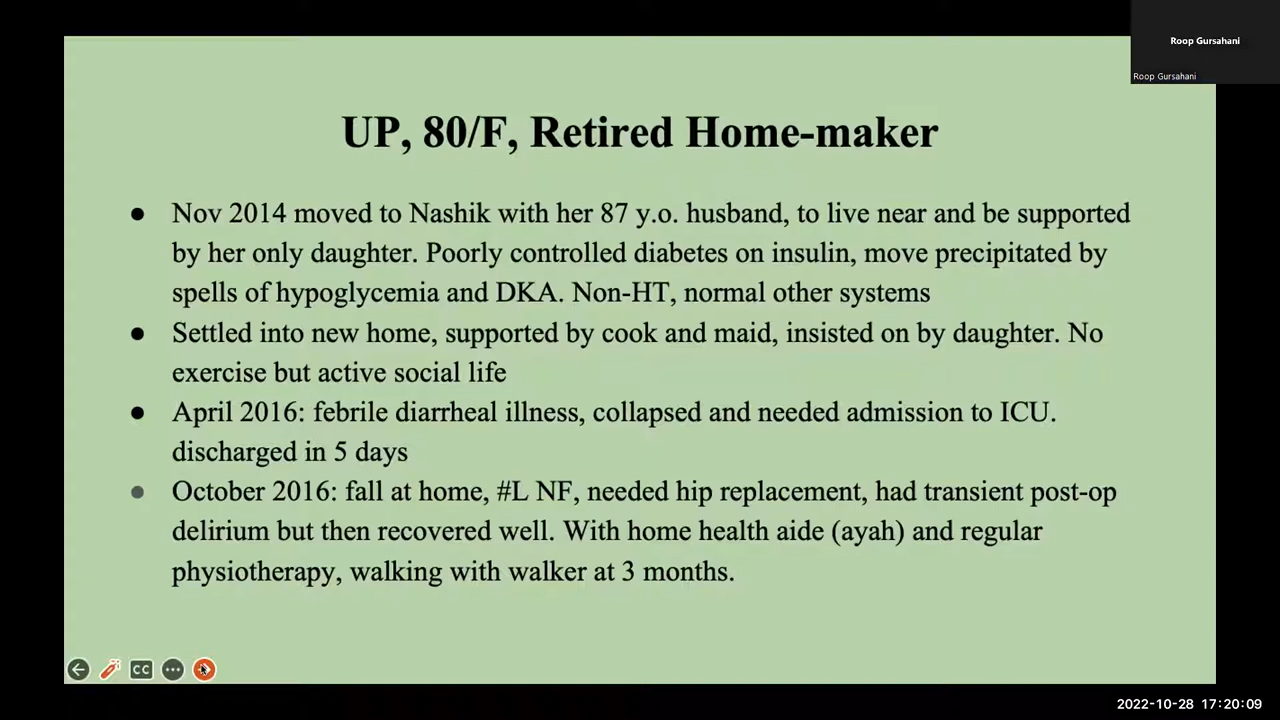 Roop Gursahani
Roop Gursahani
UP, 80/F, Retired Home-maker
● Nov 2014 moved to Nashik with her 87 y.o. husband, to live near and be supported
by her only daughter. Poorly controlled diabetes on insulin, move precipitated by
spells of hypoglycemia and DKA. Non-HT, normal other systems
● Settled into new home, supported by cook and maid, insisted on by daughter. No
exercise but active social life
● April 2016: febrile diarrheal illness, collapsed and needed admission to ICU.
discharged in 5 days
● October 2016: fall at home, #L NF, needed hip replacement, had transient post-op
delirium but then recovered well. With home health aide (ayah) and regular
physiotherapy, walking with walker at 3 months.
CC
2022-10-28 17:20:09